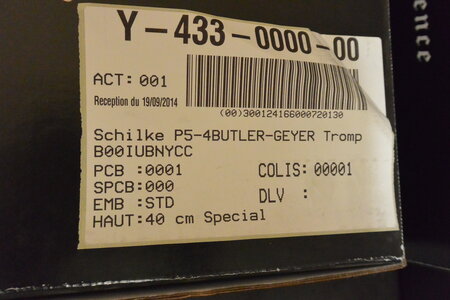 Y-433-0000-00
ACT: 001
Reception du 19/09/2014
(00)300124166000720130
Schilke P5-4BUTLER-GEYER Tromp
B00IUBNYCC
PCB :0001 COLIS: 00001
SPCB:000
EMB :STD DLV :
HAUT:40 cm Special
ence